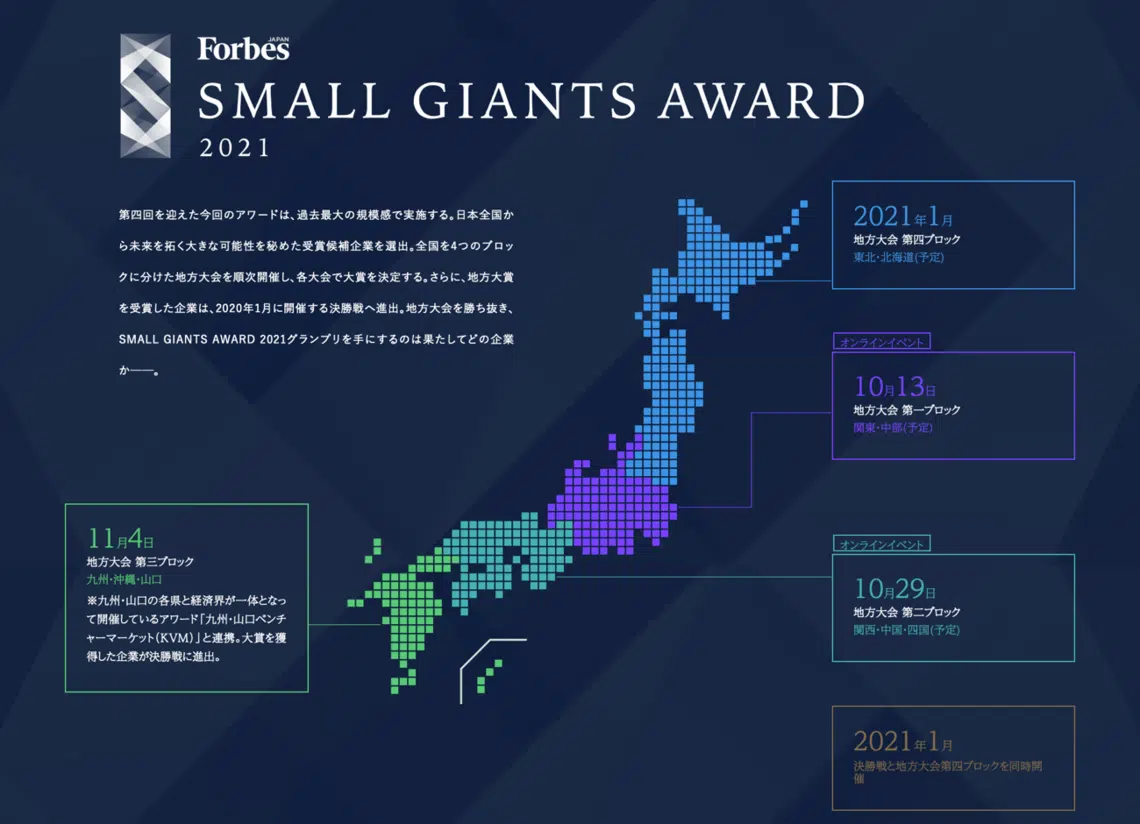 Forbes JAPAN
SMALL GIANTS AWARD
2021
第四回を迎えた今回のアワードは、過去最大の規模感で実施する。日本全国か
ら未来を拓く大きな可能性を秘めた受賞候補企業を選出。全国を4つのブロッ
クに分けた地方大会を順次開催し、各大会で大賞を決定する。さらに、地方大賞
を受賞した企業は、2020年1月に開催する決勝戦へ進出。地方大会を勝ち抜き、
SMALL GIANTS AWARD 2021グランプリを手にするのは果たしてどの企業
か――。
2021年1月
地方大会 第四ブロック
東北・北海道(予定)
オンラインイベント
10月13日
地方大会 第一ブロック
関東・中部(予定)
11月4日
地方大会 第三ブロック
九州・沖縄・山口
※九州・山口の各県と経済界が一体となっ
て開催しているアワード「九州・山口ベンチ
ャーマーケット(KVM)」と連携。大賞を獲
得した企業が決勝戦に進出。
オンラインイベント
10月29日
地方大会 第二ブロック
関西・中国・四国(予定)
2021年1月
決勝戦と地方大会第四ブロックを同時開
催